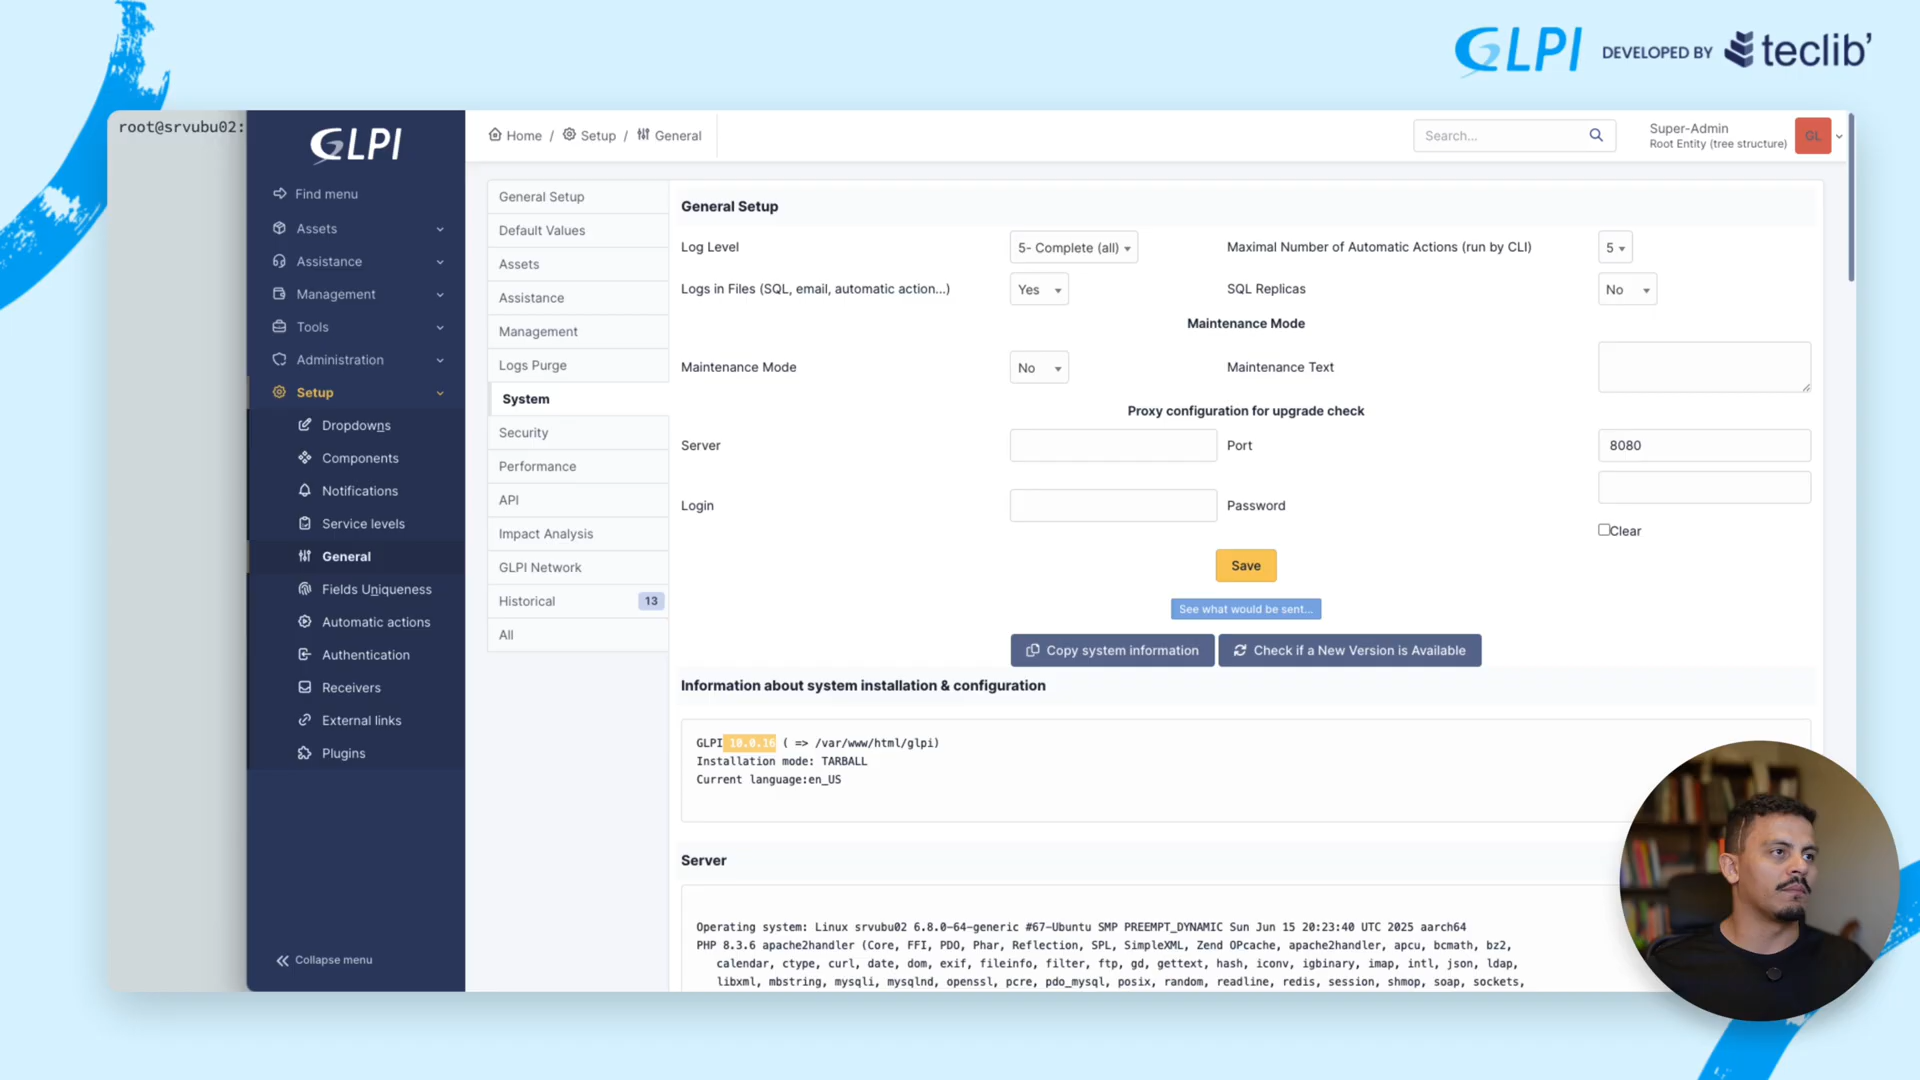 GLPI DEVELOPED BY teclib'
root@srvubu02:
GLPI
Find menu
Assets
Assistance
Management
Tools
Administration
Setup
Dropdowns
Components
Notifications
Service levels
General
Fields Uniqueness
Automatic actions
Authentication
Receivers
External links
Plugins
Collapse menu
Home / Setup / General
Search...
Super-Admin
Root Entity (tree structure)
GL
General Setup
Default Values
Assets
Assistance
Management
Logs Purge
System
Security
Performance
API
Impact Analysis
GLPI Network
Historical 13
All
General Setup
Log Level 5- Complete (all) Maximal Number of Automatic Actions (run by CLI) 5
Logs in Files (SQL, email, automatic action...) Yes SQL Replicas No
Maintenance Mode
Maintenance Mode No Maintenance Text
Proxy configuration for upgrade check
Server Port 8080
Login Password
Clear
Save
See what would be sent...
Copy system information Check if a New Version is Available
Information about system installation & configuration
GLPI 10.0.16 ( => /var/www/html/glpi)
Installation mode: TARBALL
Current language:en_US
Server
Operating system: Linux srvubu02 6.8.0-64-generic #67-Ubuntu SMP PREEMPT_DYNAMIC Sun Jun 15 20:23:40 UTC 2025 aarch64
PHP 8.3.6 apache2handler (Core, FFI, PDO, Phar, Reflection, SPL, SimpleXML, Zend OPcache, apache2handler, apcu, bcmath, bz2,
calendar, ctype, curl, date, dom, exif, fileinfo, filter, ftp, gd, gettext, hash, iconv, igbinary, imap, intl, json, ldap,
libxml, mbstring, mysqli, mysqlnd, openssl, pcre, pdo_mysql, posix, random, readline, redis, session, shmop, soap, sockets,